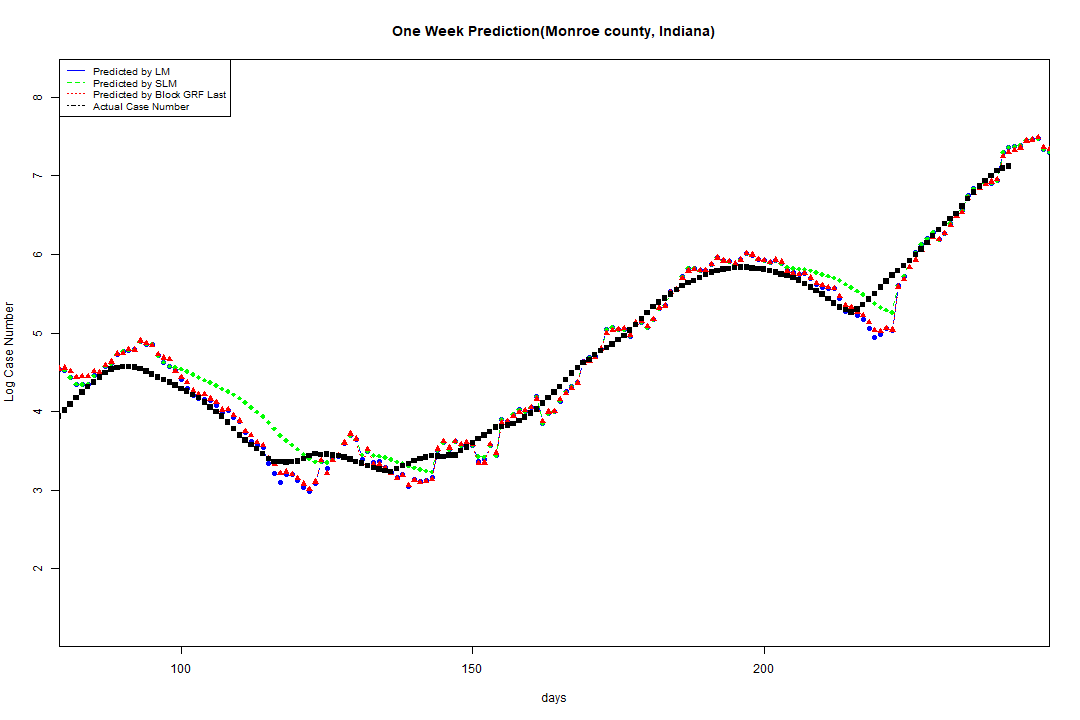 One Week Prediction(Monroe county, Indiana)
Predicted by LM
Predicted by SLM
Predicted by Block GRF Last
Actual Case Number
8
7
6
5
4
3
2
Log Case Number
100 150 200
days